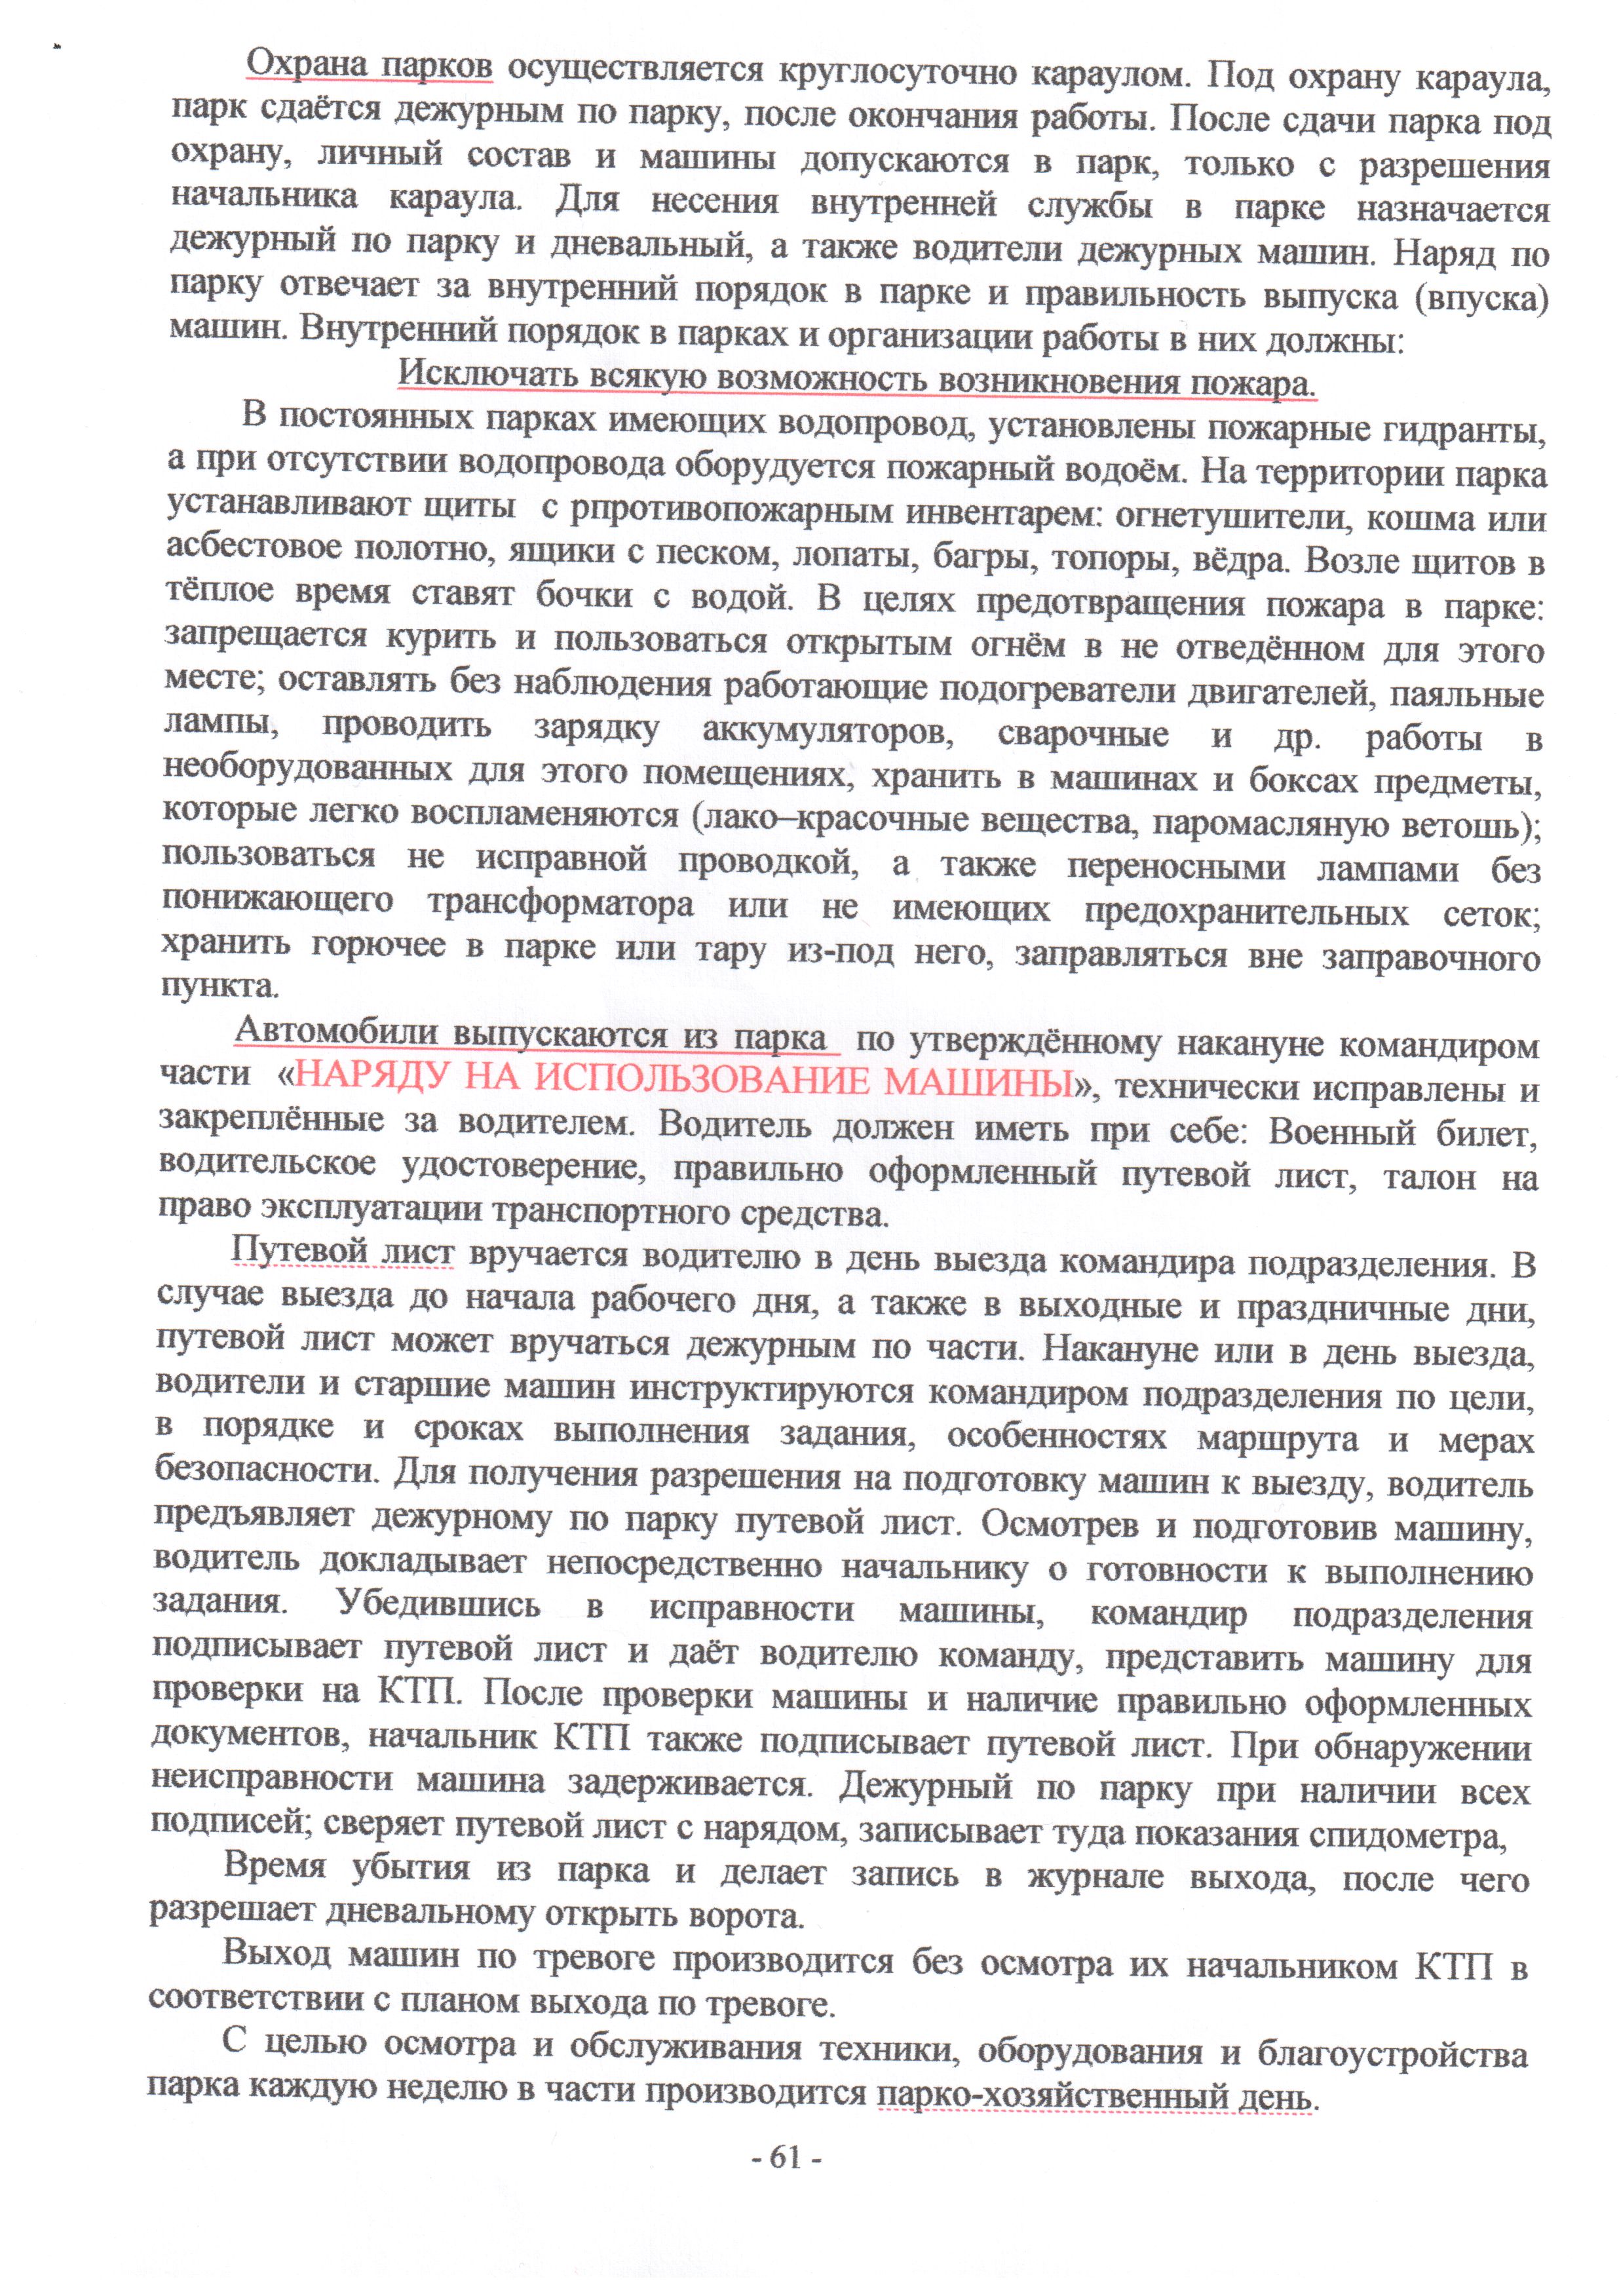 Охрана парков осуществляется круглосуточно караулом. Под охрану караула,
парк сдаётся дежурным по парку, после окончания работы. После сдачи парка под
охрану, личный состав и машины допускаются в парк, только с разрешения
начальника караула. Для несения внутренней службы в парке назначается
дежурный по парку и дневальный, а также водители дежурных машин. Наряд по
парку отвечает за внутренний порядок в парке и правильность выпуска (впуска)
машин. Внутренний порядок в парках и организации работы в них должны:
Исключать всякую возможность возникновения пожара.
В постоянных парках имеющих водопровод, установлены пожарные гидранты,
а при отсутствии водопровода оборудуется пожарный водоём. На территории парка
устанавливают щиты с рпротивопожарным инвентарем: огнетушители, кошма или
асбестовое полотно, ящики с песком, лопаты, багры, топоры, вёдра. Возле щитов в
тёплое время ставят бочки с водой. В целях предотвращения пожара в парке:
запрещается курить и пользоваться открытым огнём в не отведённом для этого
месте; оставлять без наблюдения работающие подогреватели двигателей, паяльные
лампы, проводить зарядку аккумуляторов, сварочные и др. работы в
необорудованных для этого помещениях, хранить в машинах и боксах предметы,
которые легко воспламеняются (лако–красочные вещества, паромасляную ветошь);
пользоваться не исправной проводкой, а также переносными лампами без
понижающего трансформатора или не имеющих предохранительных сеток;
хранить горючее в парке или тару из-под него, заправляться вне заправочного
пункта.
Автомобили выпускаются из парка по утверждённому накануне командиром
части «НАРЯДУ НА ИСПОЛЬЗОВАНИЕ МАШИНЫ», технически исправлены и
закреплённые за водителем. Водитель должен иметь при себе: Военный билет,
водительское удостоверение, правильно оформленный путевой лист, талон на
право эксплуатации транспортного средства.
Путевой лист вручается водителю в день выезда командира подразделения. В
случае выезда до начала рабочего дня, а также в выходные и праздничные дни,
путевой лист может вручаться дежурным по части. Накануне или в день выезда,
водители и старшие машин инструктируются командиром подразделения по цели,
в порядке и сроках выполнения задания, особенностях маршрута и мерах
безопасности. Для получения разрешения на подготовку машин к выезду, водитель
предъявляет дежурному по парку путевой лист. Осмотрев и подготовив машину,
водитель докладывает непосредственно начальнику о готовности к выполнению
задания. Убедившись в исправности машины, командир подразделения
подписывает путевой лист и даёт водителю команду, представить машину для
проверки на КТП. После проверки машины и наличие правильно оформленных
документов, начальник КТП также подписывает путевой лист. При обнаружении
неисправности машина задерживается. Дежурный по парку при наличии всех
подписей; сверяет путевой лист с нарядом, записывает туда показания спидометра,
Время убытия из парка и делает запись в журнале выхода, после чего
разрешает дневальному открыть ворота.
Выход машин по тревоге производится без осмотра их начальником КТП в
соответствии с планом выхода по тревоге.
С целью осмотра и обслуживания техники, оборудования и благоустройства
парка каждую неделю в части производится парко-хозяйственный день.
- 61 -